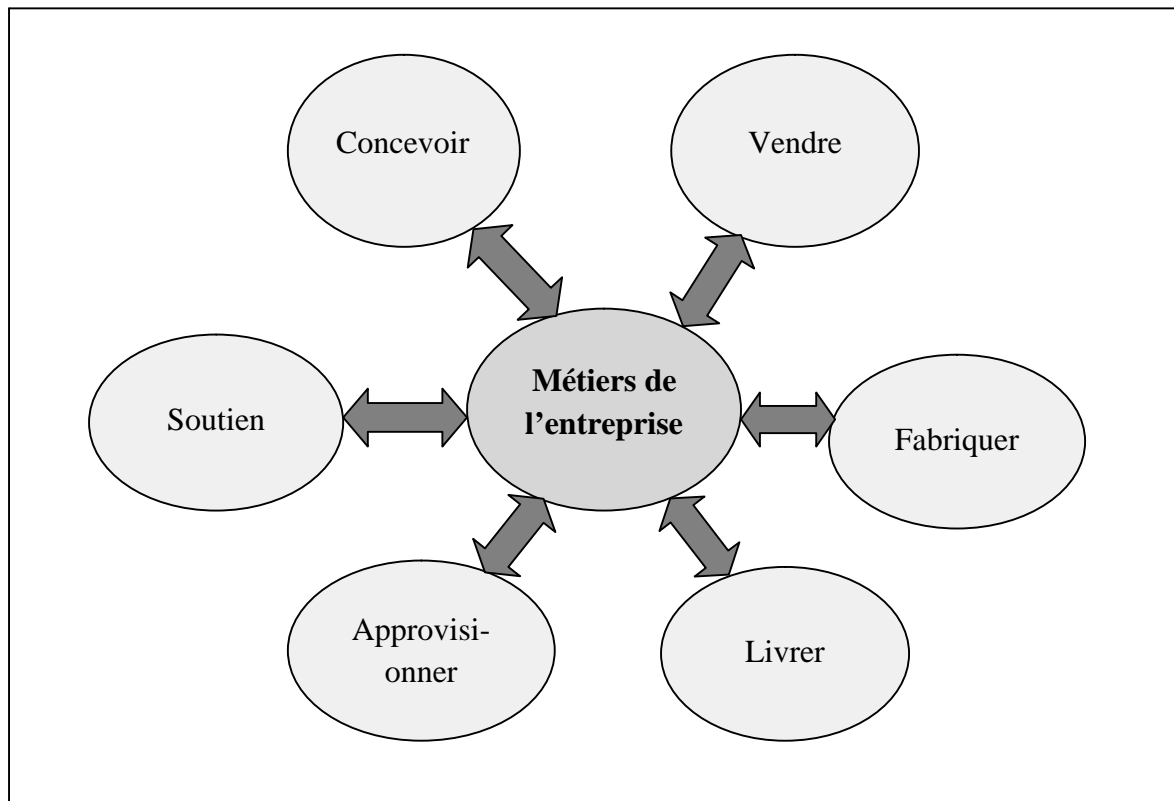 Concevoir
Vendre
Métiers de
l’entreprise
Soutien
Fabriquer
Approvisi-
onner
Livrer